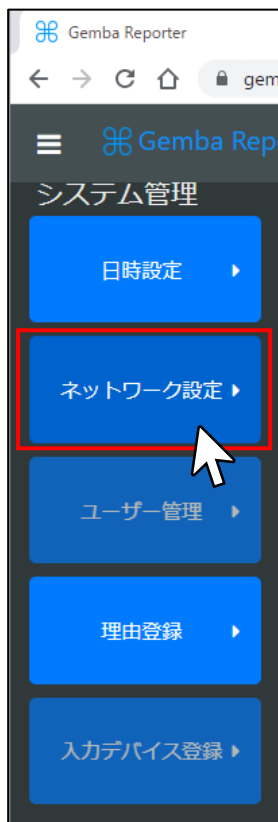 Gemba Reporter
gem
Gemba Rep
システム管理
日時設定
ネットワーク設定
ユーザー管理
理由登録
入力デバイス登録